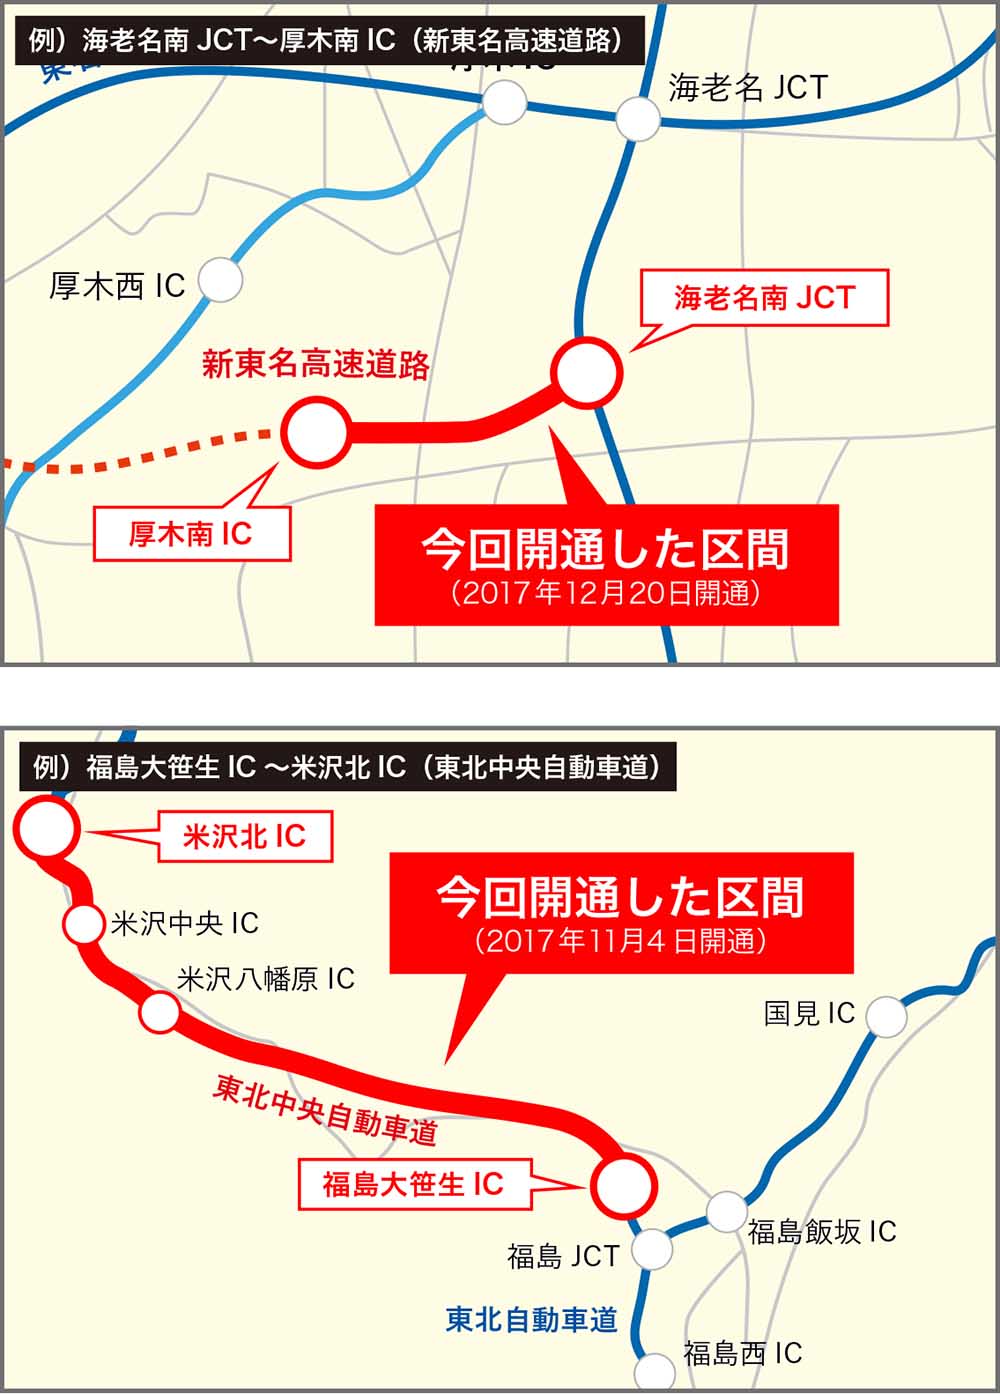 例）海老名南 JCT～厚木南 IC（新東名高速道路）
海老名 JCT
厚木西 IC
海老名南 JCT
新東名高速道路
厚木南 IC
今回開通した区間
（2017年12月20日開通）
例）福島大笹生 IC ～米沢北 IC（東北中央自動車道）
米沢北 IC
今回開通した区間
（2017年11月4 日開通）
米沢中央 IC
米沢八幡原 IC
国見 IC
東北中央自動車道
福島大笹生 IC
福島飯坂 IC
福島 JCT
東北自動車道
福島西 IC